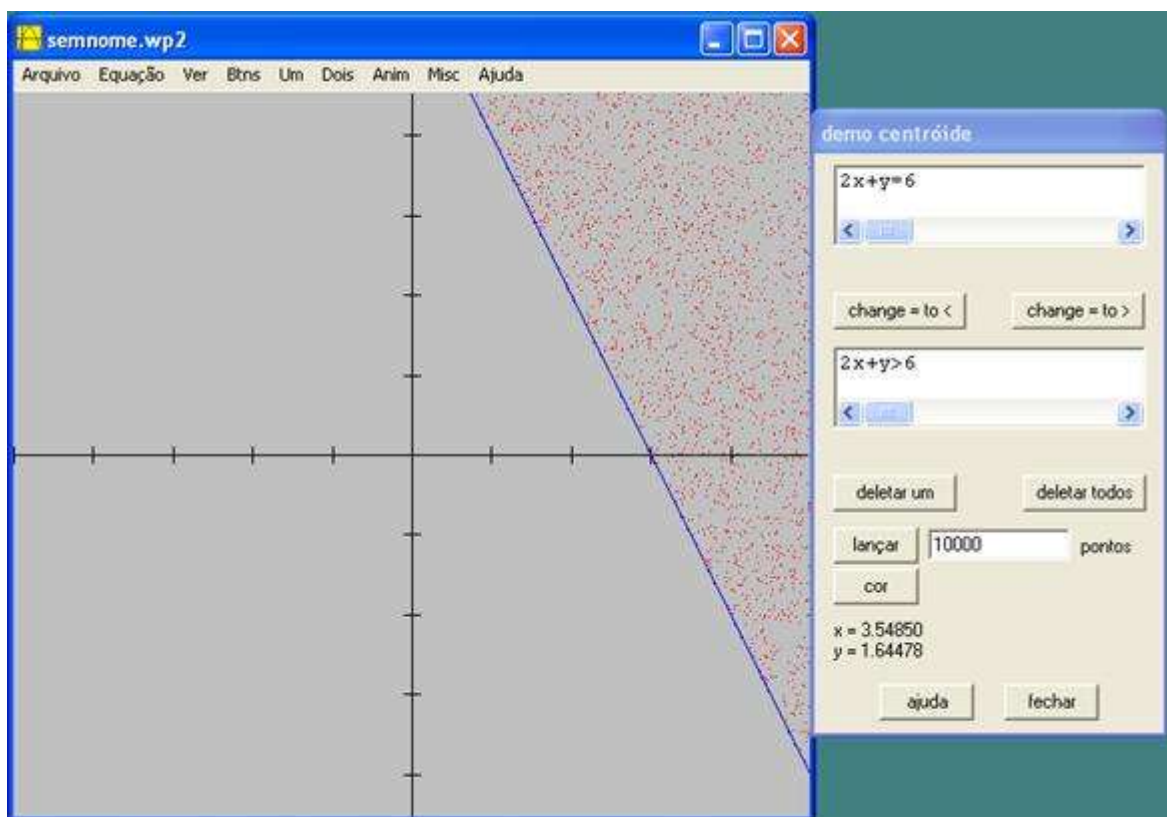 semnome.wp2
Arquivo Equação Ver Btns Um Dois Anim Misc Ajuda
demo centróide
2x+y=6
change = to < change = to >
2x+y>6
deletar um deletar todos
lançar 10000 pontos
cor
x = 3.54850
y = 1.64478
ajuda fechar